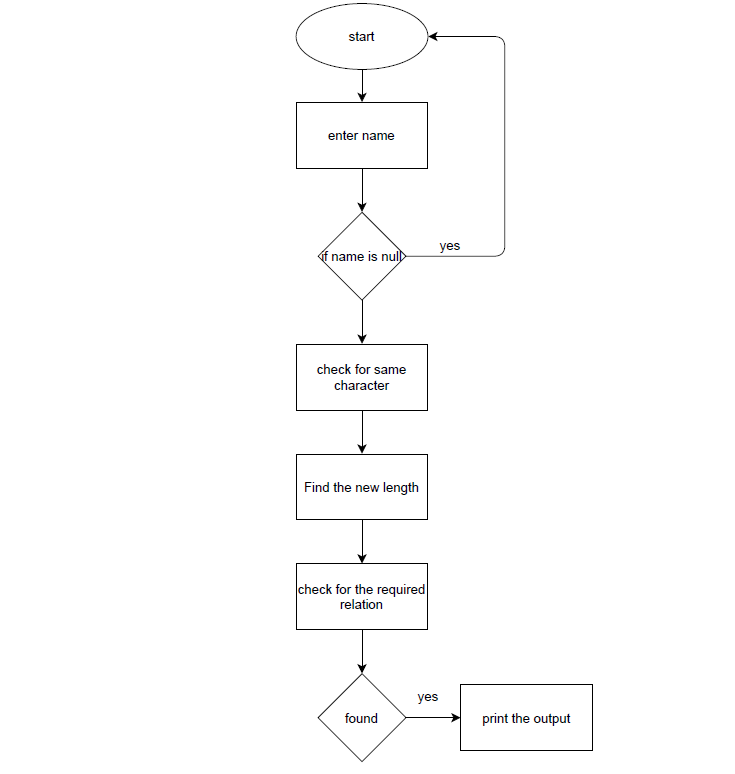 start
enter name
if name is null
yes
check for same
character
Find the new length
check for the required
relation
yes
found
print the output